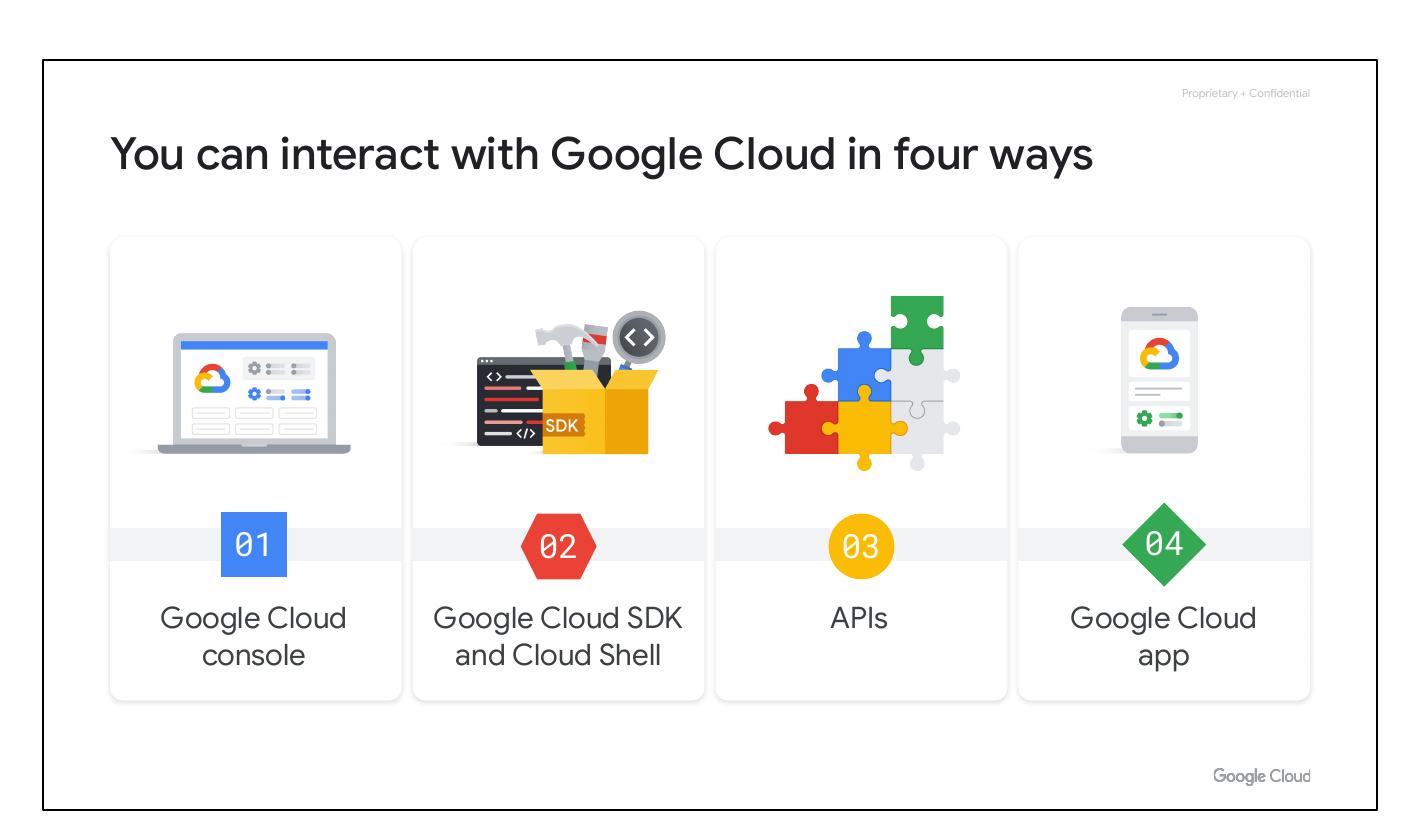 Proprietary + Confidential
You can interact with Google Cloud in four ways
<>
</>
SDK
<>
01
Google Cloud
console
02
Google Cloud SDK
and Cloud Shell
03
APIs
04
Google Cloud
app
Google Cloud